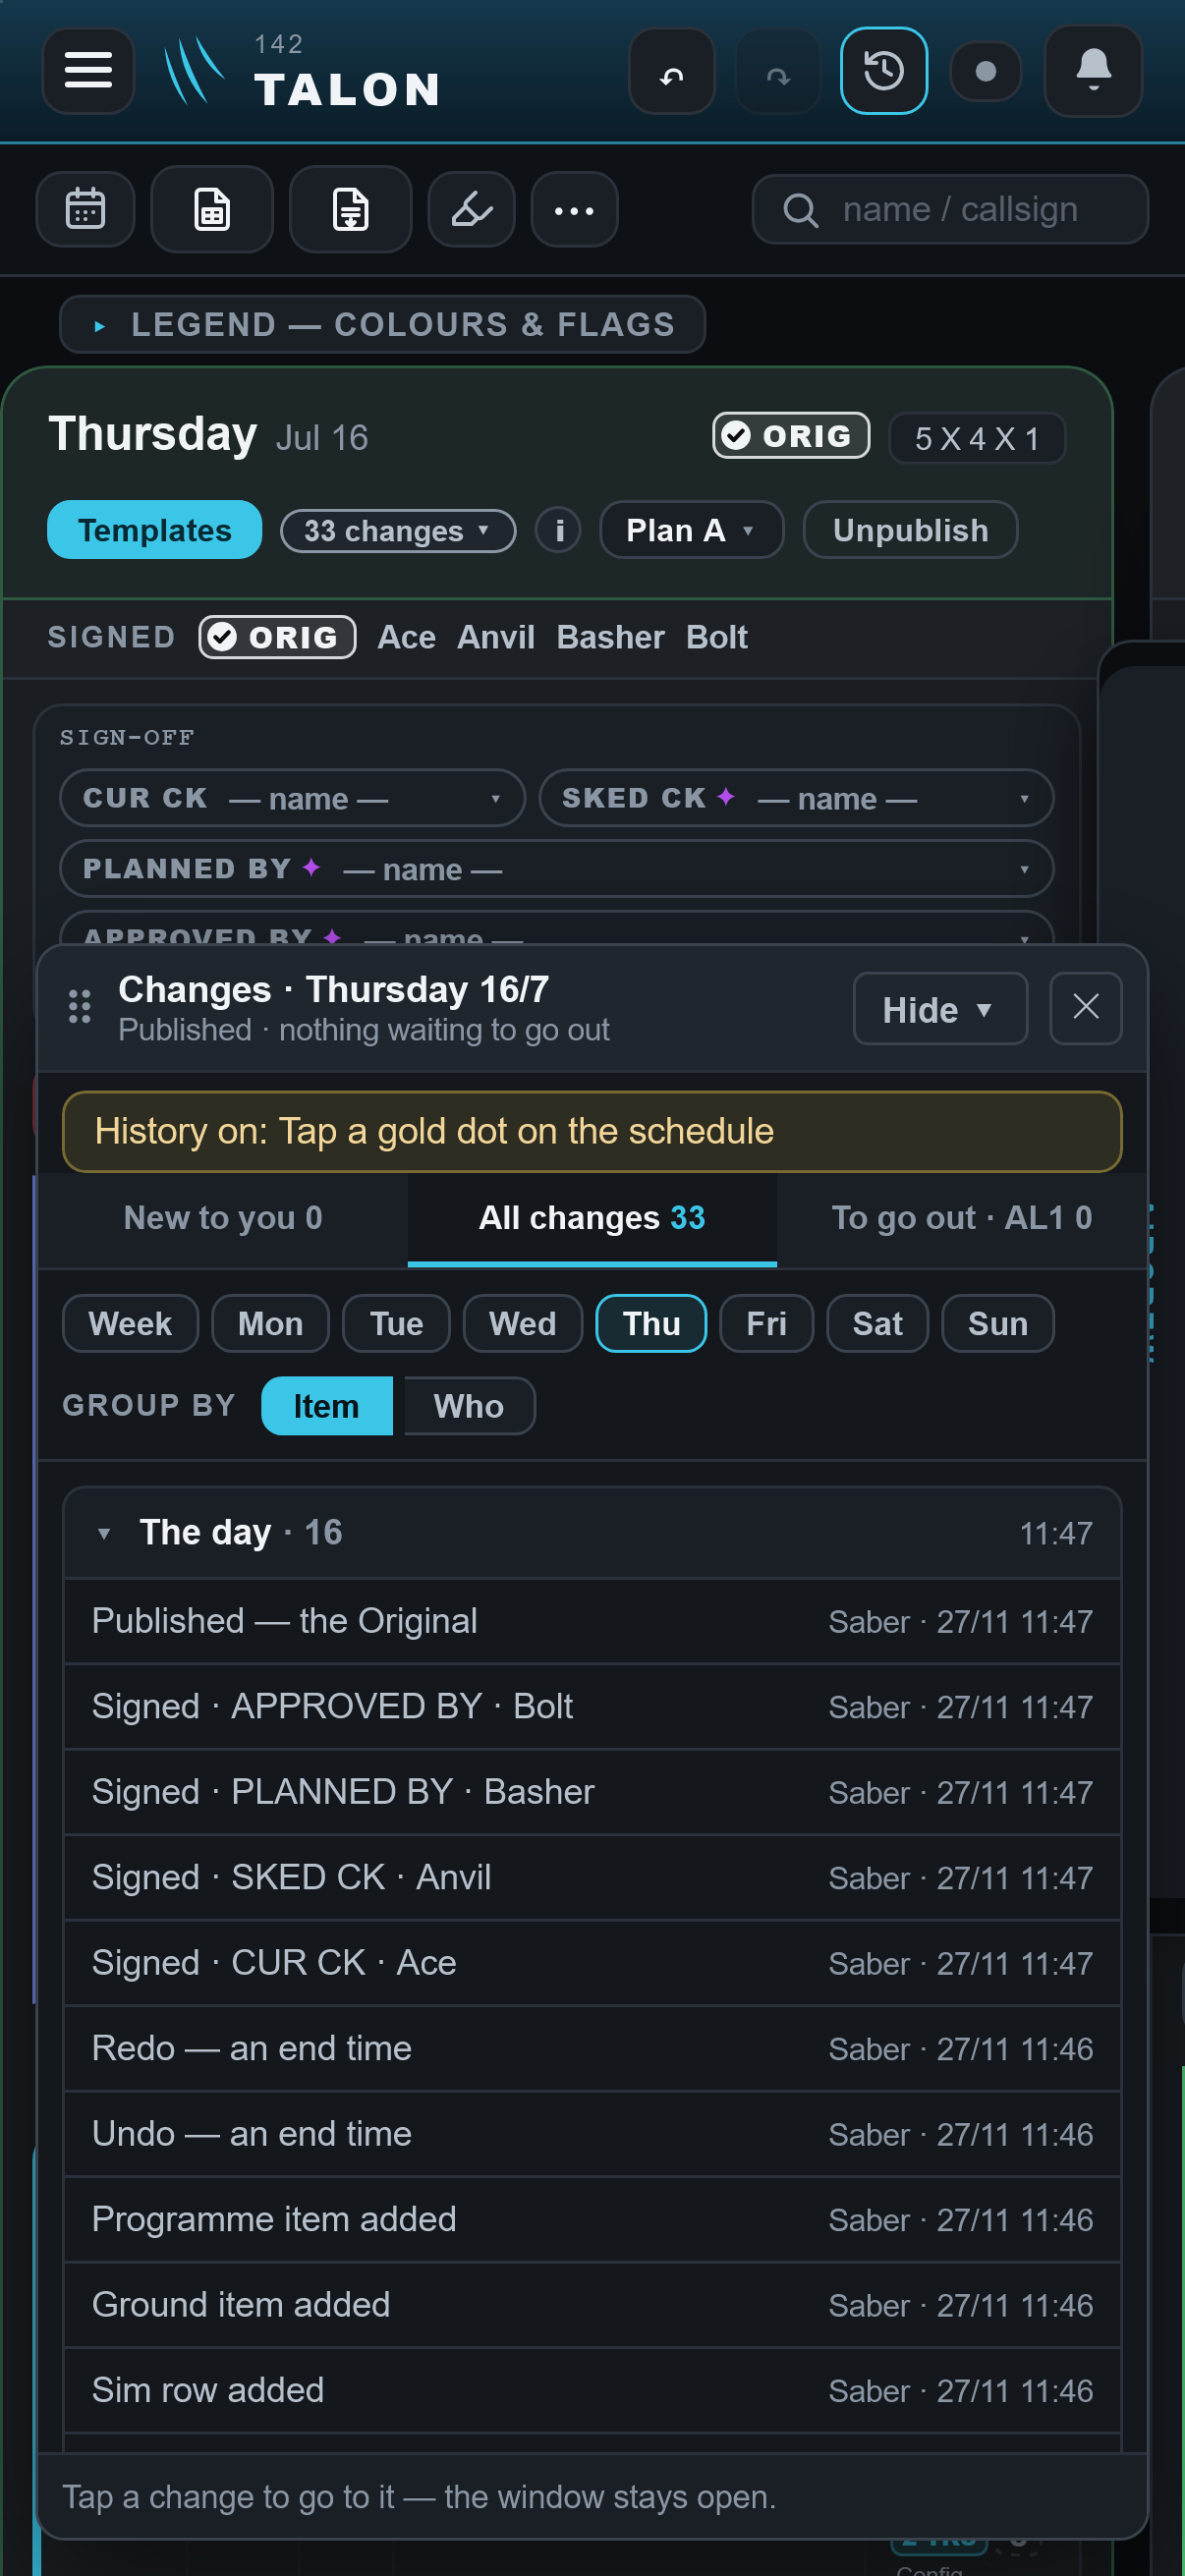 142
TALON
name / callsign
▸ LEGEND — COLOURS & FLAGS
Thursday Jul 16 ORIG 5 X 4 X 1
Templates 33 changes ▾ i Plan A ▾ Unpublish
SIGNED ORIG Ace Anvil Basher Bolt
SIGN-OFF
CUR CK — name — ▾ SKED CK ✦ — name — ▾
PLANNED BY ✦ — name — ▾
APPROVED BY ✦ — name — ▾
Changes · Thursday 16/7
Published · nothing waiting to go out
Hide ▼
History on: Tap a gold dot on the schedule
New to you 0 All changes 33 To go out · AL1 0
Week Mon Tue Wed Thu Fri Sat Sun
GROUP BY Item Who
▼ The day · 16 11:47
Published — the Original Saber · 27/11 11:47
Signed · APPROVED BY · Bolt Saber · 27/11 11:47
Signed · PLANNED BY · Basher Saber · 27/11 11:47
Signed · SKED CK · Anvil Saber · 27/11 11:47
Signed · CUR CK · Ace Saber · 27/11 11:47
Redo — an end time Saber · 27/11 11:46
Undo — an end time Saber · 27/11 11:46
Programme item added Saber · 27/11 11:46
Ground item added Saber · 27/11 11:46
Sim row added Saber · 27/11 11:46
Tap a change to go to it — the window stays open.